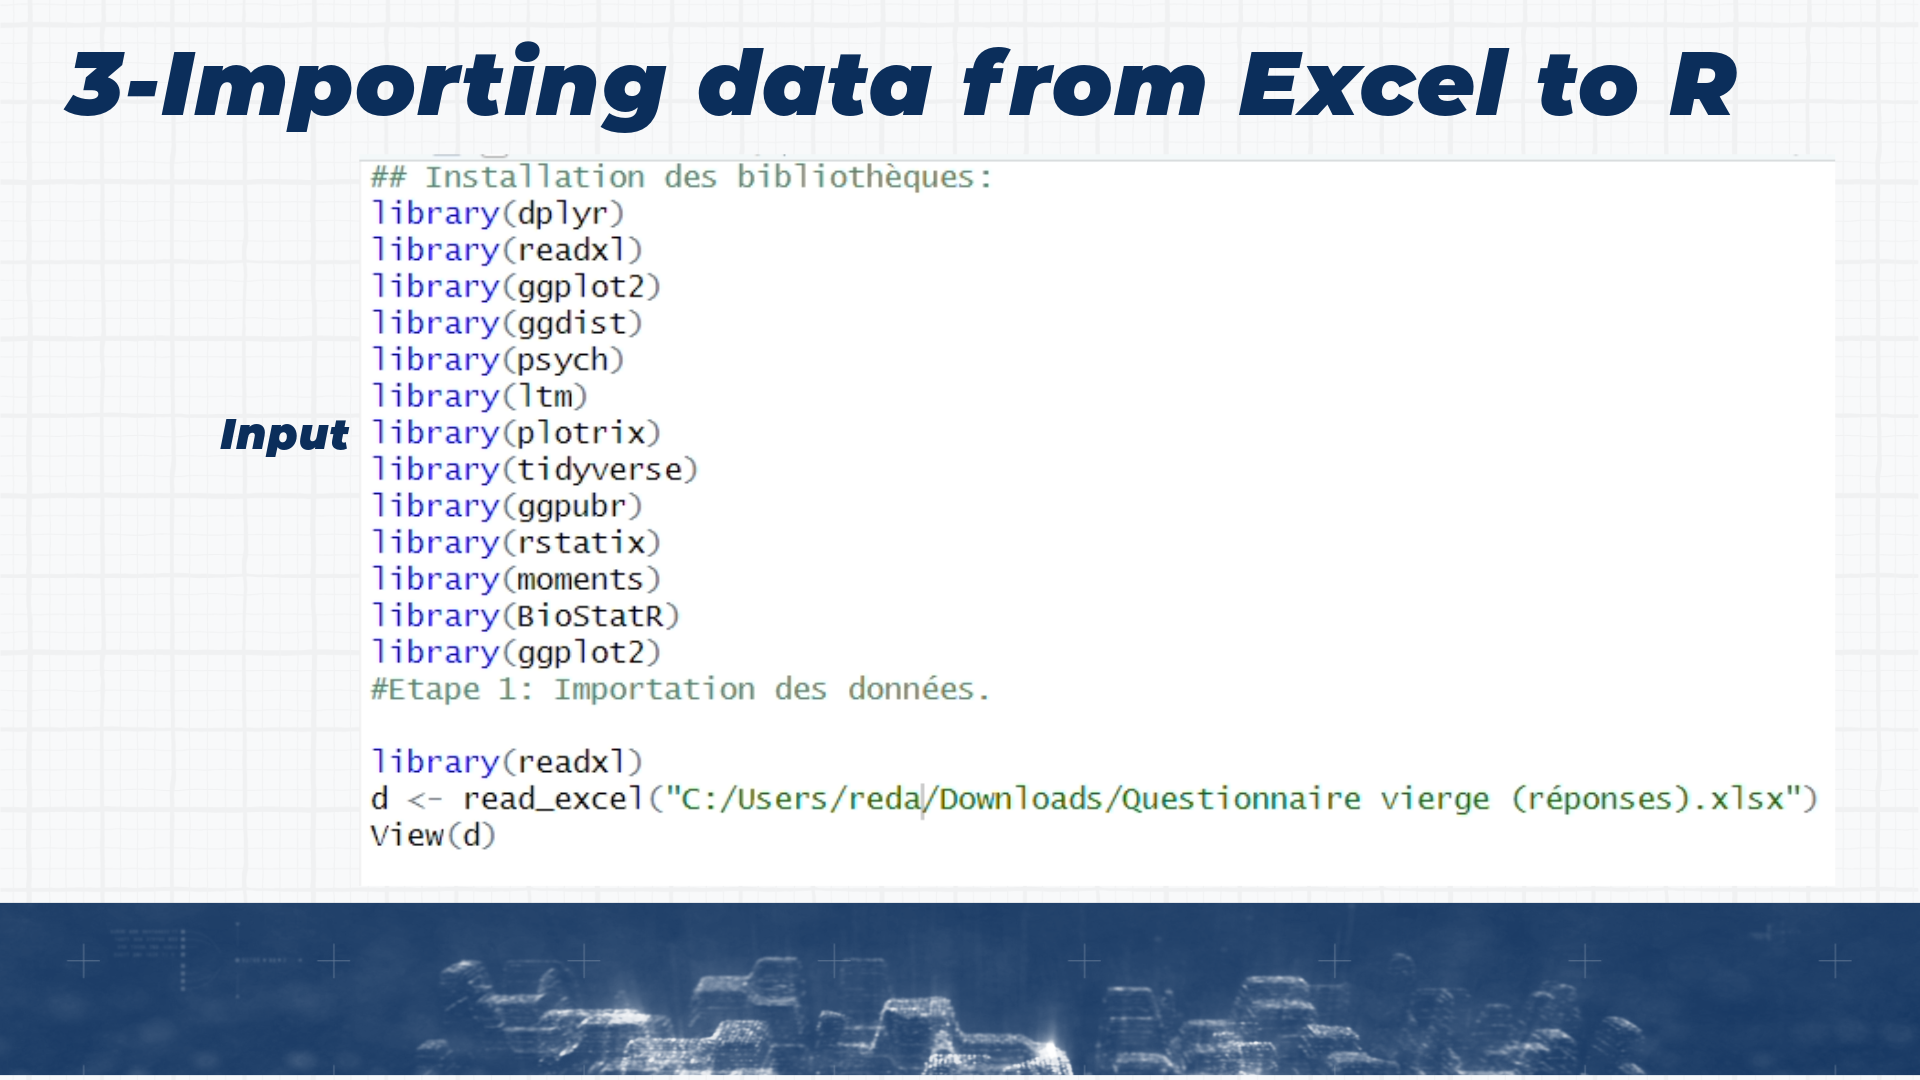 3-Importing data from Excel to R
## Installation des bibliothèques:
library(dplyr)
library(readxl)
library(ggplot2)
library(ggdist)
library(psych)
library(ltm)
Input
library(plotrix)
library(tidyverse)
library(ggpubr)
library(rstatix)
library(moments)
library(BioStatR)
library(ggplot2)
#Etape 1: Importation des données.
library(readxl)
d <- read_excel("C:/Users/reda/Downloads/Questionnaire vierge (réponses).xlsx")
View(d)